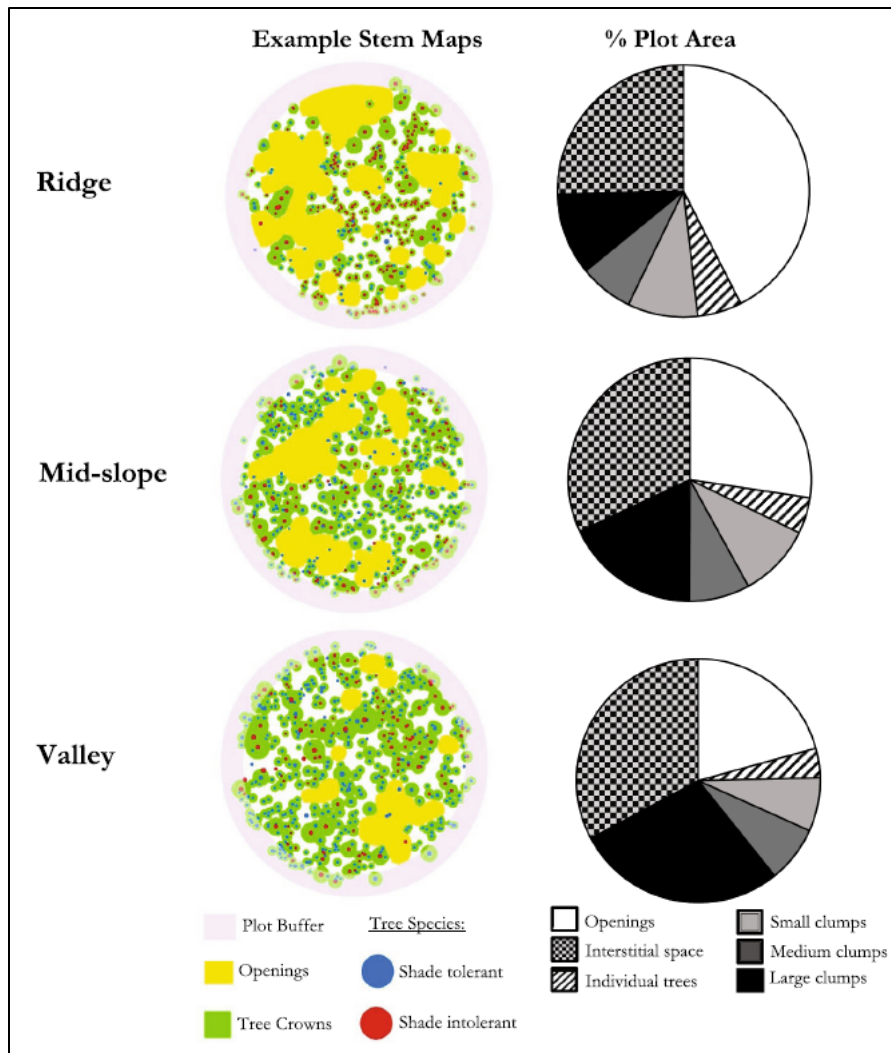 Example Stem Maps
% Plot Area
Ridge
Mid-slope
Valley
Plot Buffer
Tree Species:
Openings
Shade tolerant
Tree Crowns
Shade intolerant
Openings
Small clumps
Interstitial space
Medium clumps
Individual trees
Large clumps